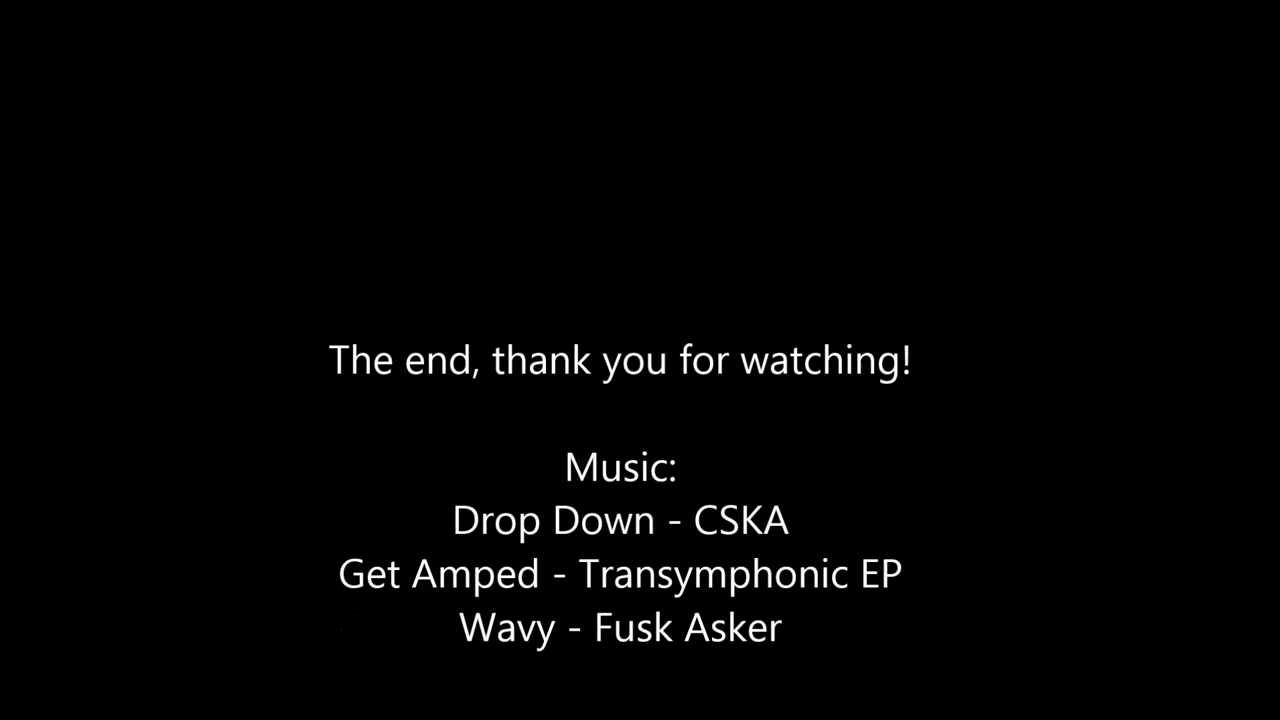 The end, thank you for watching!
Music:
Drop Down - CSKA
Get Amped - Transymphonic EP
Wavy - Fusk Asker